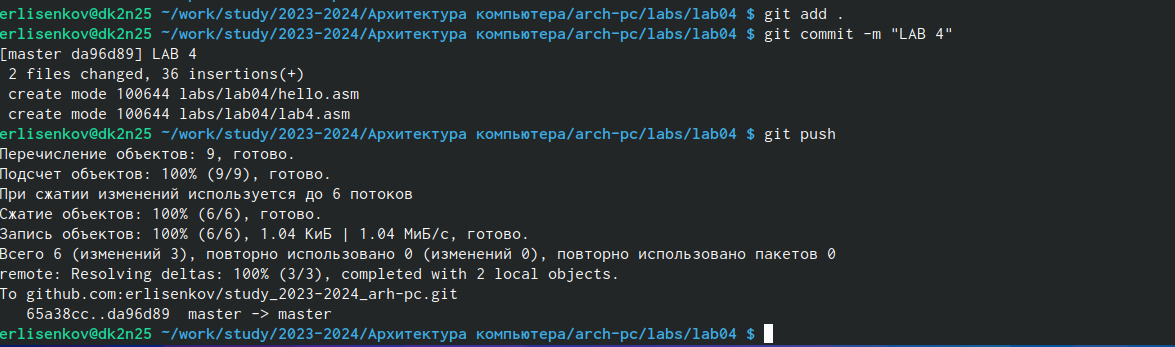 erlisenkov@dk2n25 ~/work/study/2023-2024/Архитектура компьютера/arch-pc/labs/lab04 $ git add .
erlisenkov@dk2n25 ~/work/study/2023-2024/Архитектура компьютера/arch-pc/labs/lab04 $ git commit -m "LAB 4"
[master da96d89] LAB 4
 2 files changed, 36 insertions(+)
 create mode 100644 labs/lab04/hello.asm
 create mode 100644 labs/lab04/lab4.asm
erlisenkov@dk2n25 ~/work/study/2023-2024/Архитектура компьютера/arch-pc/labs/lab04 $ git push
Перечисление объектов: 9, готово.
Подсчет объектов: 100% (9/9), готово.
При сжатии изменений используется до 6 потоков
Сжатие объектов: 100% (6/6), готово.
Запись объектов: 100% (6/6), 1.04 КиБ | 1.04 МиБ/с, готово.
Всего 6 (изменений 3), повторно использовано 0 (изменений 0), повторно использовано пакетов 0
remote: Resolving deltas: 100% (3/3), completed with 2 local objects.
To github.com:erlisenkov/study_2023-2024_arh-pc.git
   65a38cc..da96d89  master -> master
erlisenkov@dk2n25 ~/work/study/2023-2024/Архитектура компьютера/arch-pc/labs/lab04 $